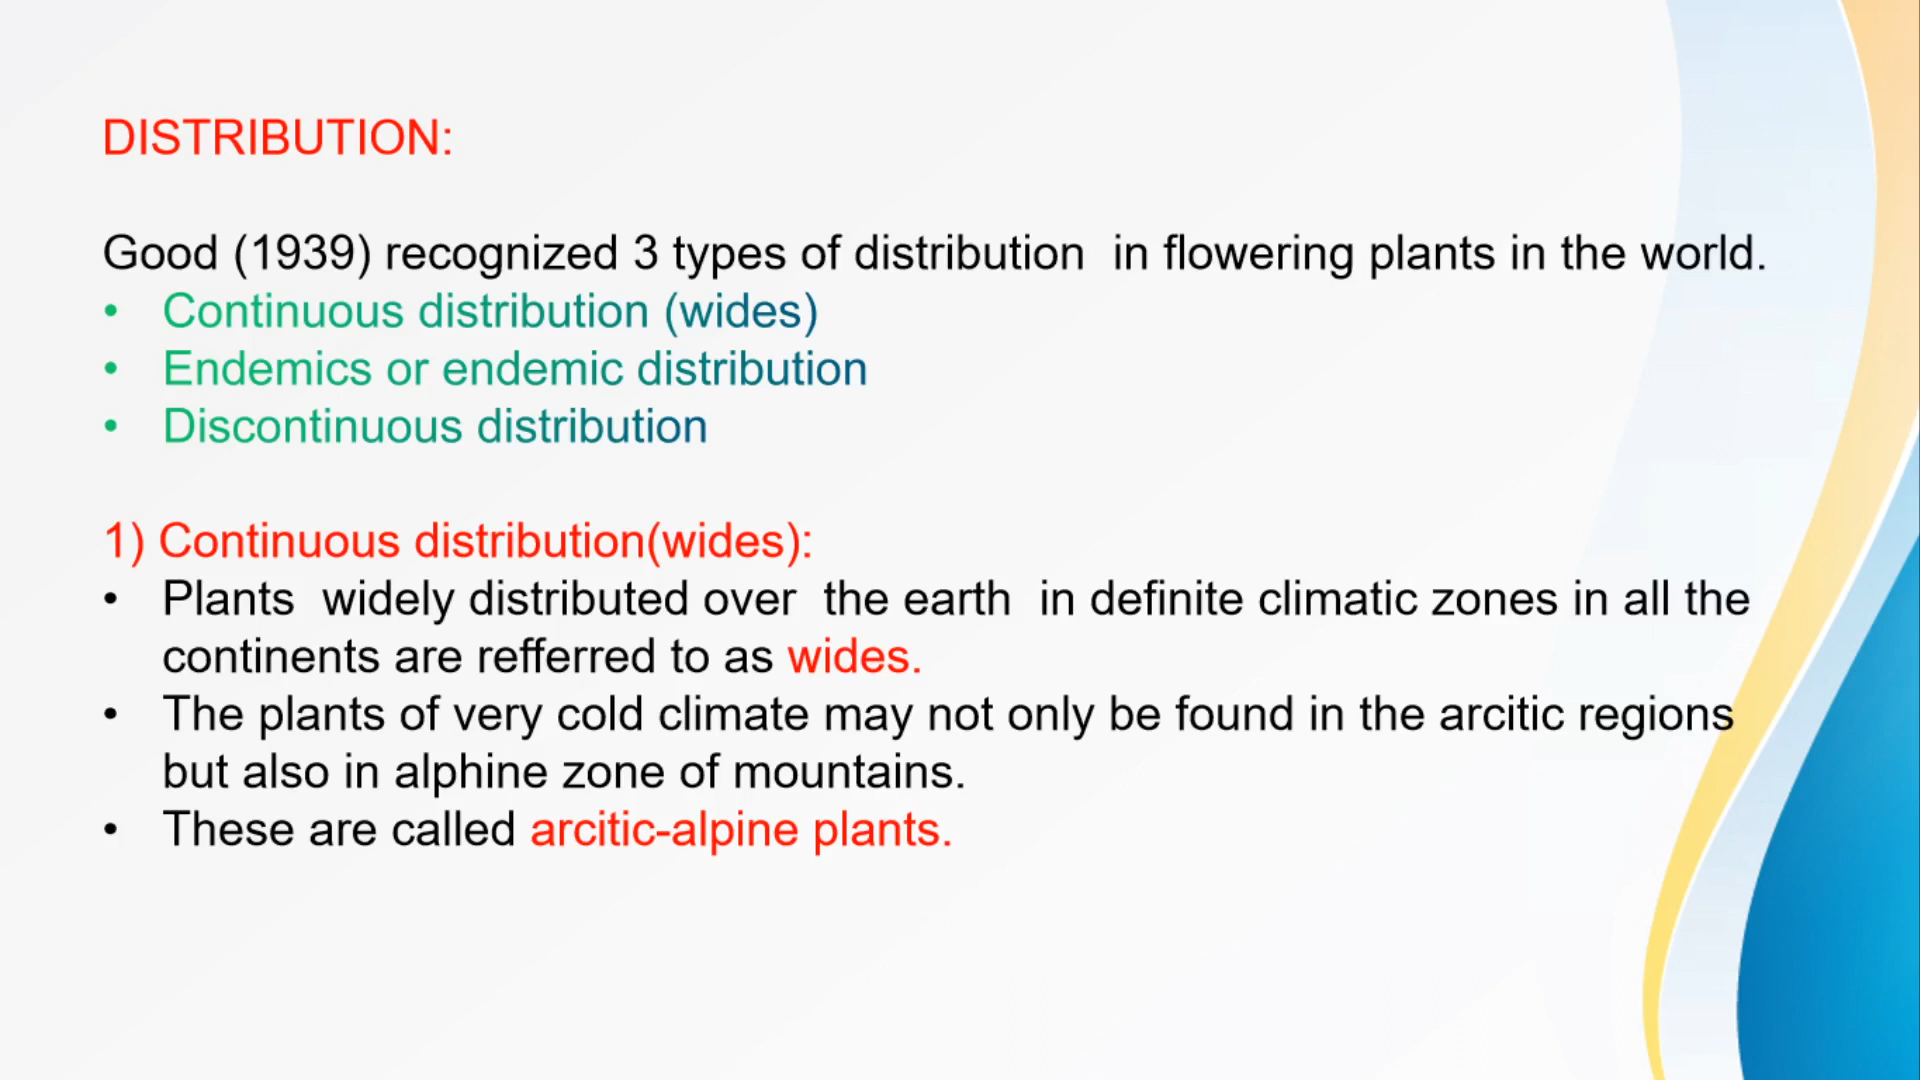 DISTRIBUTION:
Good (1939) recognized 3 types of distribution in flowering plants in the world.
• Continuous distribution (wides)
• Endemics or endemic distribution
• Discontinuous distribution
1) Continuous distribution(wides):
• Plants widely distributed over the earth in definite climatic zones in all the
continents are refferred to as wides.
• The plants of very cold climate may not only be found in the arcitic regions
but also in alphine zone of mountains.
• These are called arcitic-alpine plants.